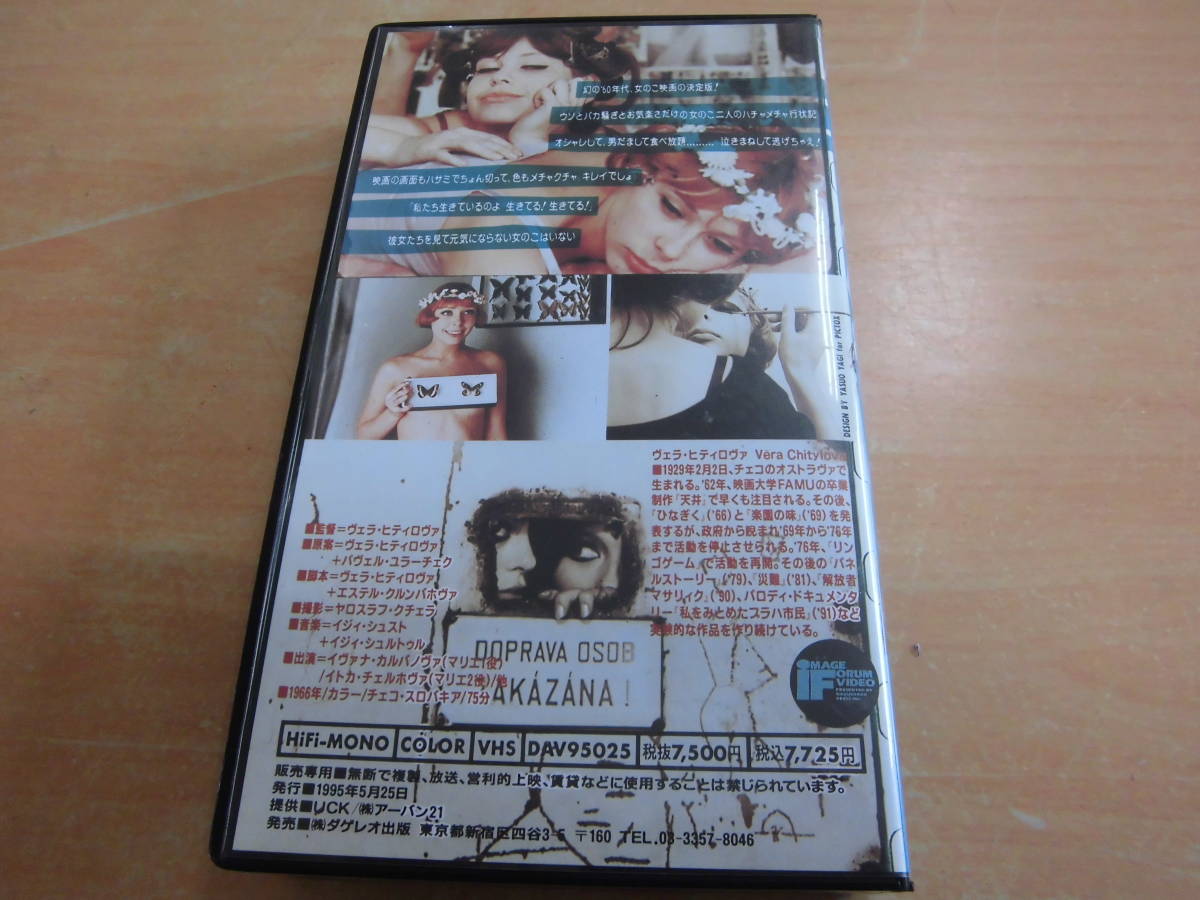 幻の'60年代、女のこ映画の決定版!
ウソとバカ騒ぎとお気楽さだけの女のこ二人のハチャメチャ行状記
オシャレして、男だまして食べ放題……… 泣きまねして逃げちゃえ!
映画の画面もハサミでちょん切って、色もメチャクチャ、キレイでしょ
「私たち生きているのよ 生きてる! 生きてる!」
彼女たちを見て元気にならない女のこはいない
DESIGN BY YASUO YAGI for PICTOX
ヴェラ・ヒティロヴァ Věra Chitylová
■1929年2月2日、チェコのオストラヴァで
生まれる。'62年、映画大学FAMUの卒業
制作『天井』で早くも注目される。その後、
『ひなぎく』('66)と『楽園の味』('69)を発
表するが、政府から睨まれ'69年から'76年
まで活動を停止させられる。'76年、『リン
ゴゲーム』で活動を再開。その後の『パネ
ルストーリー』('79)、『災難』('81)、『解放者
マサリィク』('90)、パロディ・ドキュメンタ
リー『私をみとめたプラハ市民』('91)など
実験的な作品を作り続けている。
■監督=ヴェラ・ヒティロヴァ
■原案=ヴェラ・ヒティロヴァ
+パヴェル・ユラーチェク
■脚本=ヴェラ・ヒティロヴァ
+エステル・クルンバホヴァ
■撮影=ヤロスラフ・クチェラ
■音楽=イジィ・シュスト
+イジィ・シュルトゥル
■出演=イヴァナ・カルバノヴァ(マリエ1役)
/イトカ・チェルホヴァ(マリエ2役)/他
■1966年/カラー/チェコ・スロバキア/75分
DOPRAVA OSOB
AKÁZÁNA!
IMAGE
FORUM
VIDEO
iF
HiFi-MONO COLOR VHS DAV95025 税抜7,500円 税込7,725円
販売専用■無断で複製、放送、営利的上映、賃貸などに使用することは禁じられています。
発行■1995年5月25日
提供■UCK/㈱アーバン21
発売■㈱ダゲレオ出版 東京都新宿区四谷3-5 〒160 TEL.03-3357-8046